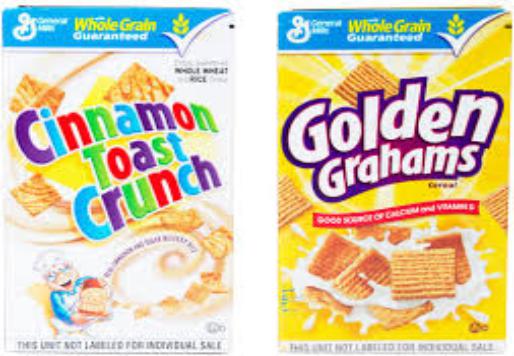 General
Mills
Whole Grain
Guaranteed
WHOLE WHEAT
RICE
Cinnamon
Toast
Crunch
THIS UNIT NOT LABELED FOR INDIVIDUAL SALE
General
Mills
Whole Grain
Guaranteed
Golden
Grahams
Cereal
GOOD SOURCE OF CALCIUM and VITAMIN D
THIS UNIT NOT LABELED FOR INDIVIDUAL SALE